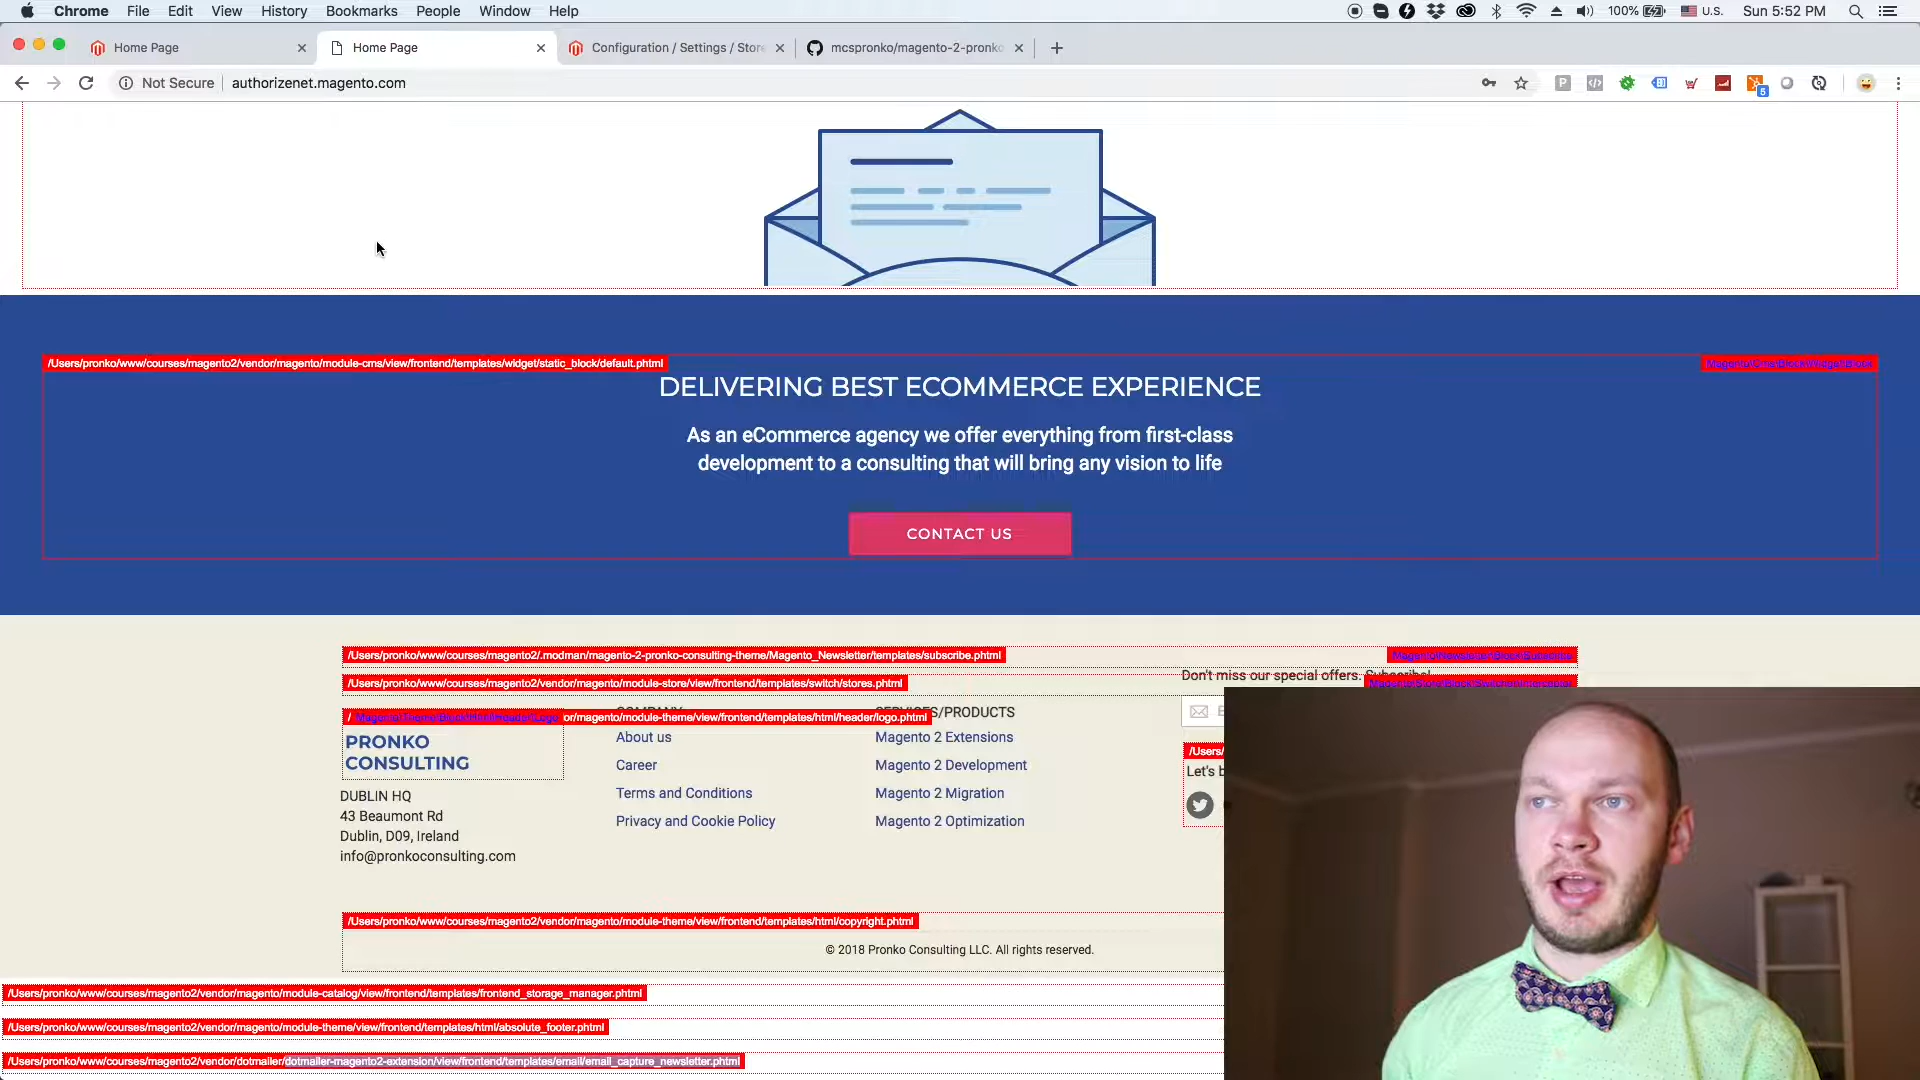 Chrome File Edit View History Bookmarks People Window Help 100% U.S. Sun 5:52 PM
Home Page Home Page Configuration / Settings / Store mcspronko/magento-2-pronko
Not Secure authorizenet.magento.com 5
/Users/pronko/www/courses/magento2/vendor/magento/module-cms/view/frontend/templates/widget/static_block/default.phtml
DELIVERING BEST ECOMMERCE EXPERIENCE
As an eCommerce agency we offer everything from first-class
development to a consulting that will bring any vision to life
CONTACT US
/Users/pronko/www/courses/magento2/.modman/magento-2-pronko-consulting-theme/Magento_Newsletter/templates/subscribe.phtml
Don't miss our special offers. Subscribe!
/Users/pronko/www/courses/magento2/vendor/magento/module-store/view/frontend/templates/switch/stores.phtml
/ or/magento/module-theme/view/frontend/templates/html/header/logo.phtml
COMPANY
SERVICES/PRODUCTS
PRONKO
CONSULTING
DUBLIN HQ
43 Beaumont Rd
Dublin, D09, Ireland
info@pronkoconsulting.com
About us
Career
Terms and Conditions
Privacy and Cookie Policy
Magento 2 Extensions
Magento 2 Development
Magento 2 Migration
Magento 2 Optimization
/Users/
Let's b
/Users/pronko/www/courses/magento2/vendor/magento/module-theme/view/frontend/templates/html/copyright.phtml
© 2018 Pronko Consulting LLC. All rights reserved.
/Users/pronko/www/courses/magento2/vendor/magento/module-catalog/view/frontend/templates/frontend_storage_manager.phtml
/Users/pronko/www/courses/magento2/vendor/magento/module-theme/view/frontend/templates/html/absolute_footer.phtml
/Users/pronko/www/courses/magento2/vendor/dotmailer/dotmailer-magento2-extension/view/frontend/templates/email/email_capture_newsletter.phtml